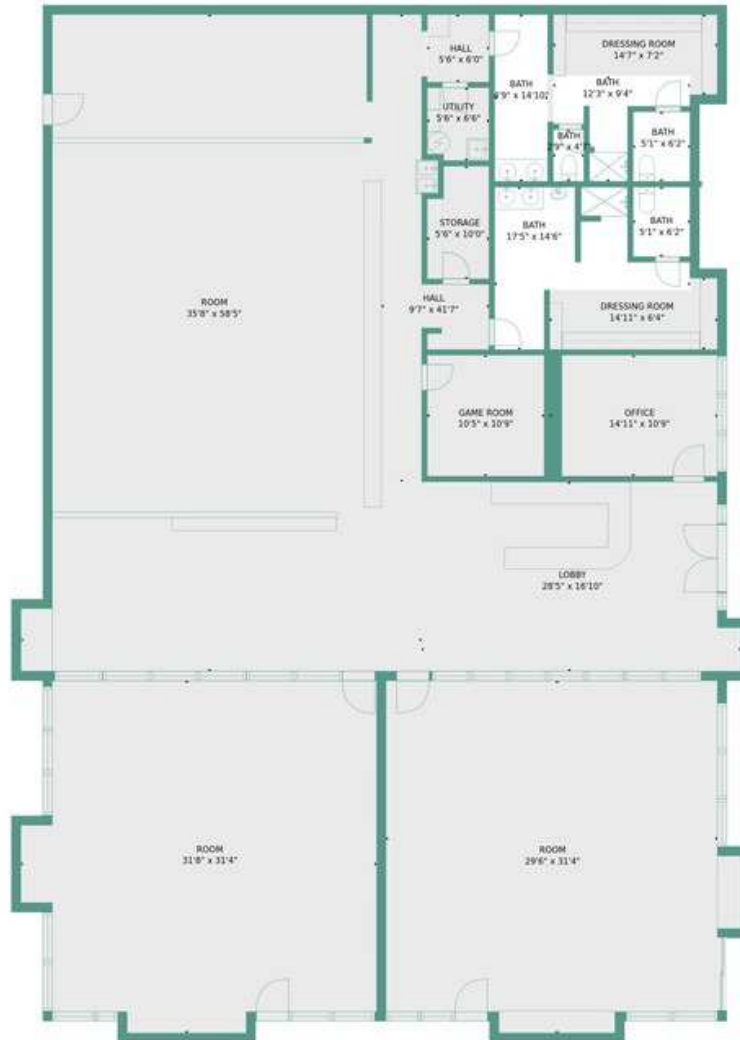 HALL
5'6" x 6'0"
DRESSING ROOM
14'7" x 7'2"
BATH
BATH
12'3" x 9'4"
UTILITY
5'6" x 6'6"
BATH
BATH
5'1" x 6'2"
STORAGE
5'6" x 10'0"
BATH
17'5" x 14'6"
BATH
5'1" x 6'2"
ROOM
35'8" x 58'5"
HALL
9'7" x 41'7"
DRESSING ROOM
14'11" x 6'4"
GAME ROOM
10'5" x 10'9"
OFFICE
14'11" x 10'9"
LOBBY
28'5" x 16'10"
ROOM
31'8" x 31'4"
ROOM
29'6" x 31'4"